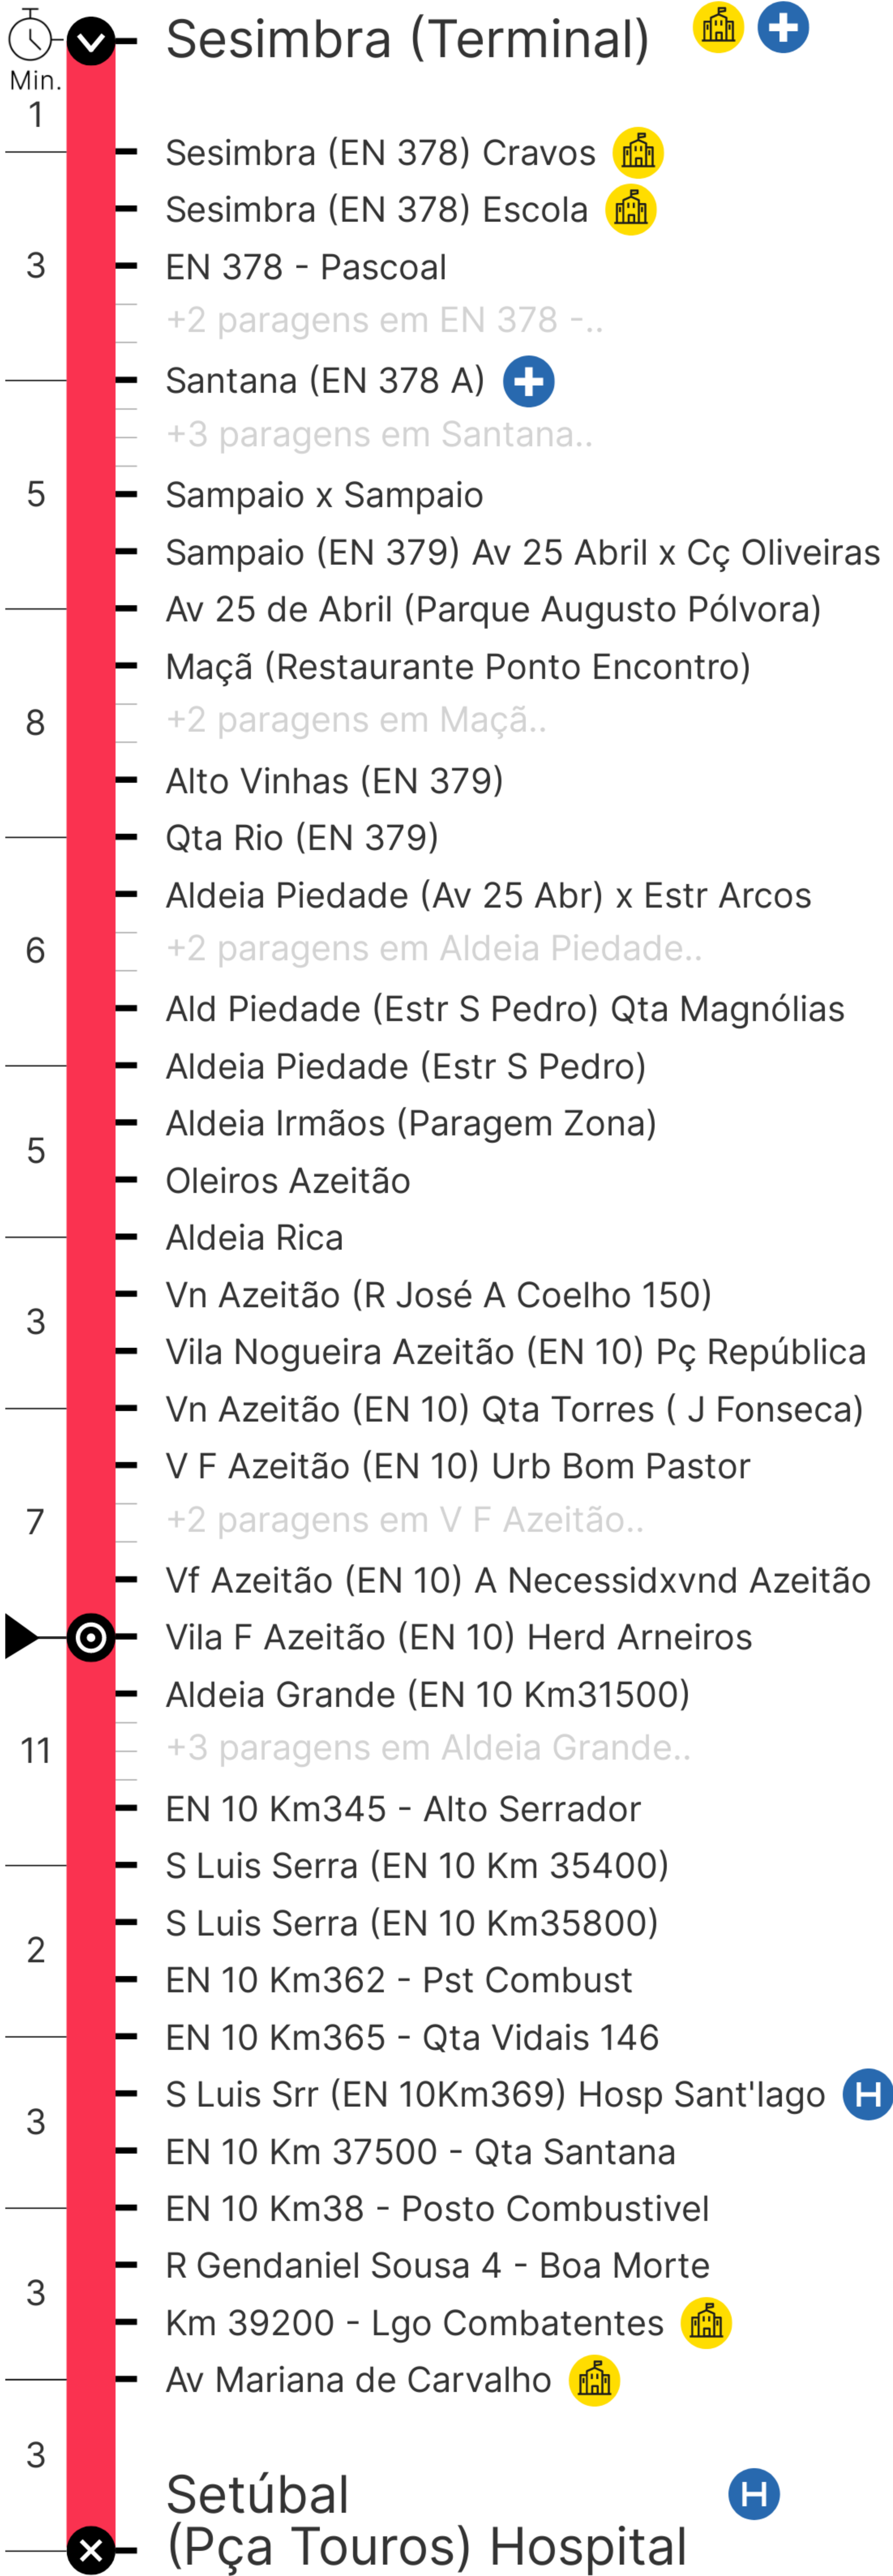 Sesimbra (Terminal)
Min.
1
Sesimbra (EN 378) Cravos
Sesimbra (EN 378) Escola
3
EN 378 - Pascoal
+2 paragens em EN 378 -..
Santana (EN 378 A)
+3 paragens em Santana..
5
Sampaio x Sampaio
Sampaio (EN 379) Av 25 Abril x Cç Oliveiras
Av 25 de Abril (Parque Augusto Pólvora)
Maçã (Restaurante Ponto Encontro)
8
+2 paragens em Maçã..
Alto Vinhas (EN 379)
Qta Rio (EN 379)
Aldeia Piedade (Av 25 Abr) x Estr Arcos
6
+2 paragens em Aldeia Piedade..
Ald Piedade (Estr S Pedro) Qta Magnólias
Aldeia Piedade (Estr S Pedro)
Aldeia Irmãos (Paragem Zona)
5
Oleiros Azeitão
Aldeia Rica
Vn Azeitão (R José A Coelho 150)
3
Vila Nogueira Azeitão (EN 10) Pç República
Vn Azeitão (EN 10) Qta Torres ( J Fonseca)
V F Azeitão (EN 10) Urb Bom Pastor
7
+2 paragens em V F Azeitão..
Vf Azeitão (EN 10) A Necessidxvnd Azeitão
Vila F Azeitão (EN 10) Herd Arneiros
Aldeia Grande (EN 10 Km31500)
11
+3 paragens em Aldeia Grande..
EN 10 Km345 - Alto Serrador
S Luis Serra (EN 10 Km 35400)
S Luis Serra (EN 10 Km35800)
2
EN 10 Km362 - Pst Combust
EN 10 Km365 - Qta Vidais 146
S Luis Srr (EN 10Km369) Hosp Sant'Iago H
3
EN 10 Km 37500 - Qta Santana
EN 10 Km38 - Posto Combustivel
R Gendaniel Sousa 4 - Boa Morte
3
Km 39200 - Lgo Combatentes
Av Mariana de Carvalho
3
Setúbal H
(Pça Touros) Hospital